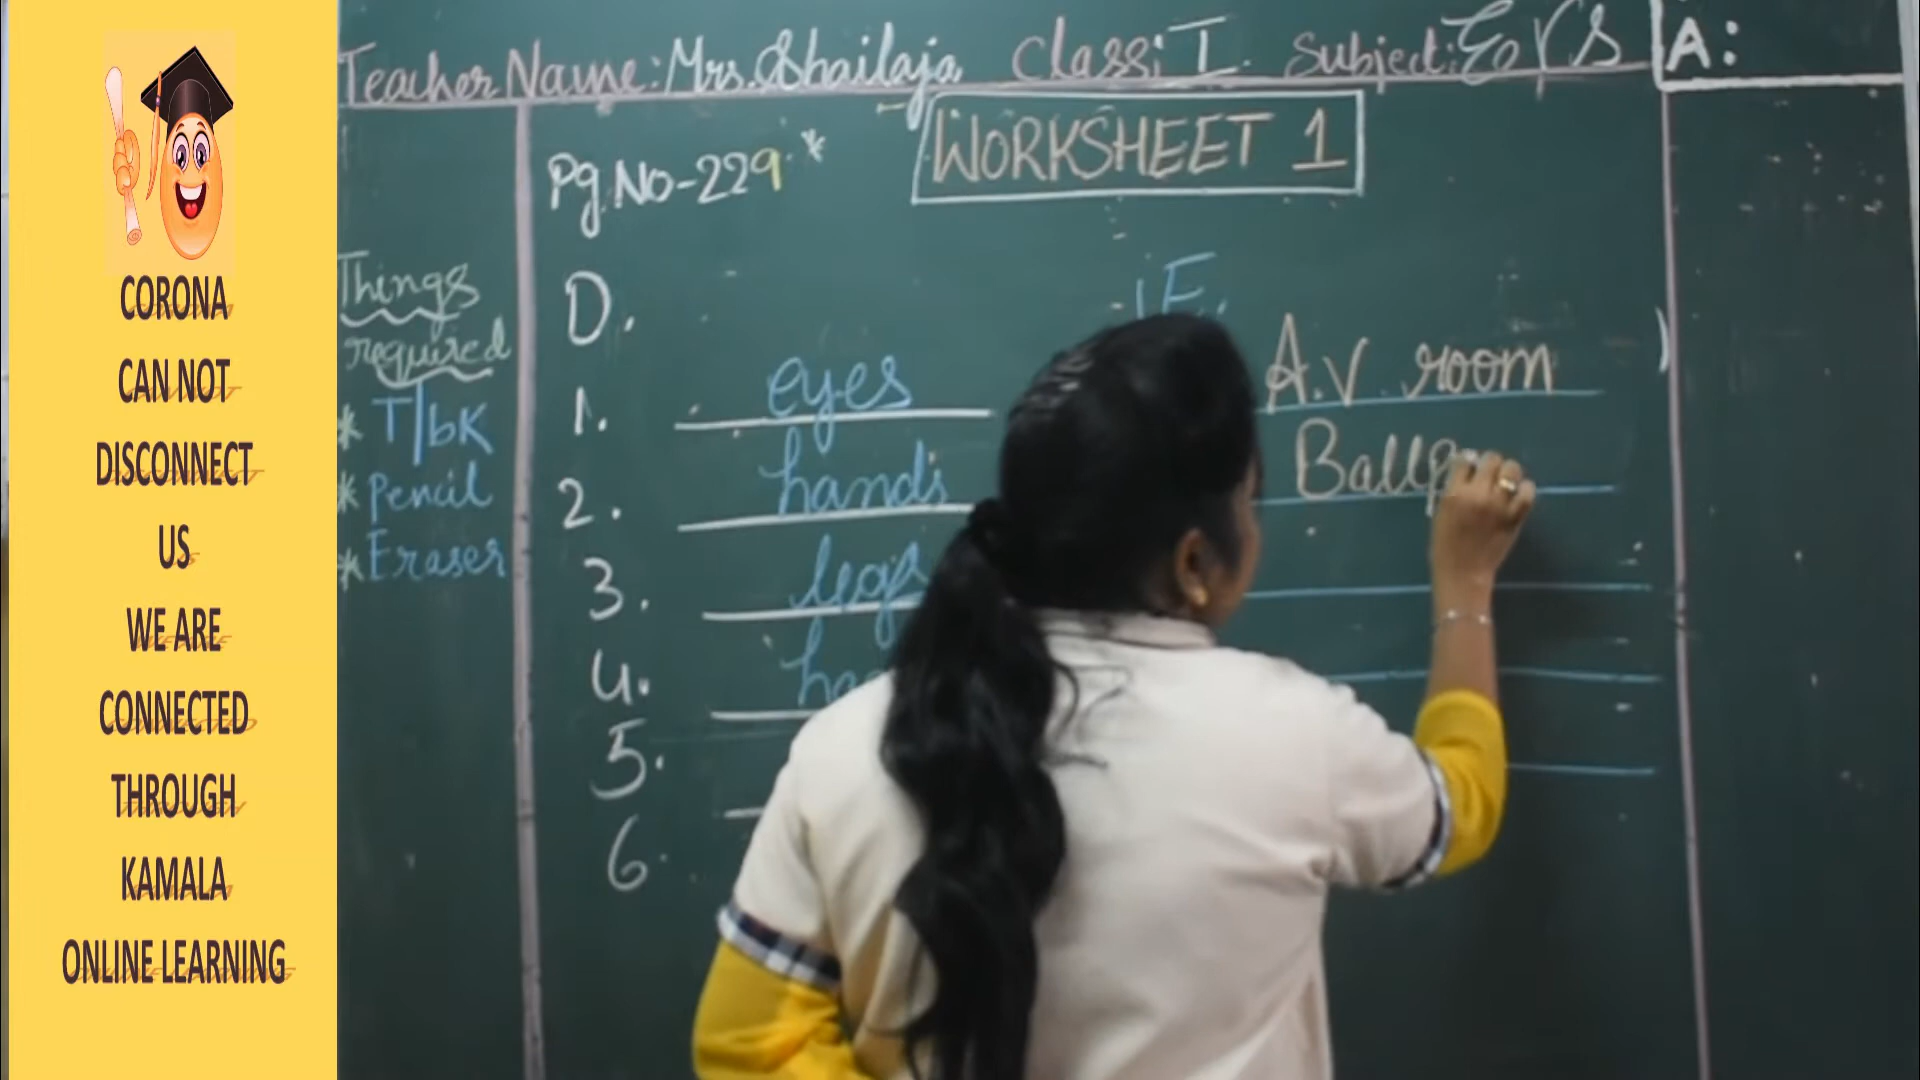 CORONA
CAN NOT
DISCONNECT
US
WE ARE
CONNECTED
THROUGH
KAMALA
ONLINE LEARNING
Teacher Name: Mrs. Shailaja Class: I. Subject: EVS
A:
WORKSHEET 1
Pg.No-229.*
Things
required
* T/bk
* Pencil
* Eraser
D.
1. eyes
2. hands
3. legs
4.
5.
6.
E.
A.V room